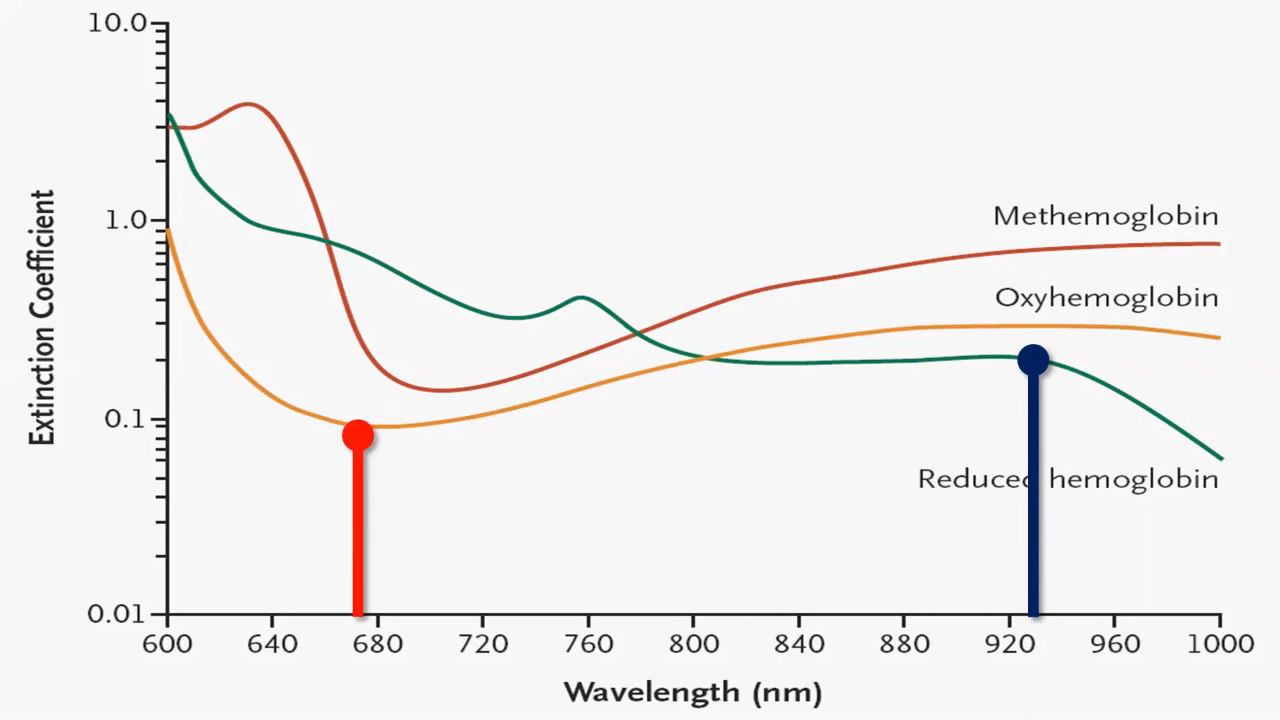 10.0
1.0
0.1
0.01
Extinction Coefficient
Methemoglobin
Oxyhemoglobin
Reduced hemoglobin
600 640 680 720 760 800 840 880 920 960 1000
Wavelength (nm)